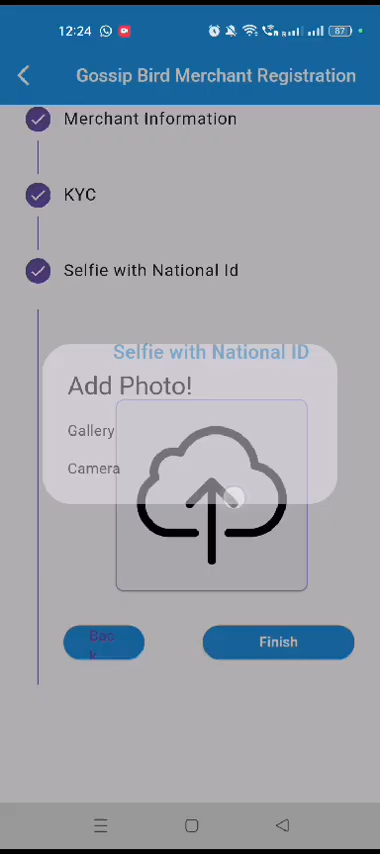 12:24
87
Gossip Bird Merchant Registration
Merchant Information
KYC
Selfie with National Id
Selfie with National ID
Add Photo!
Gallery
Camera
Bac
k
Finish